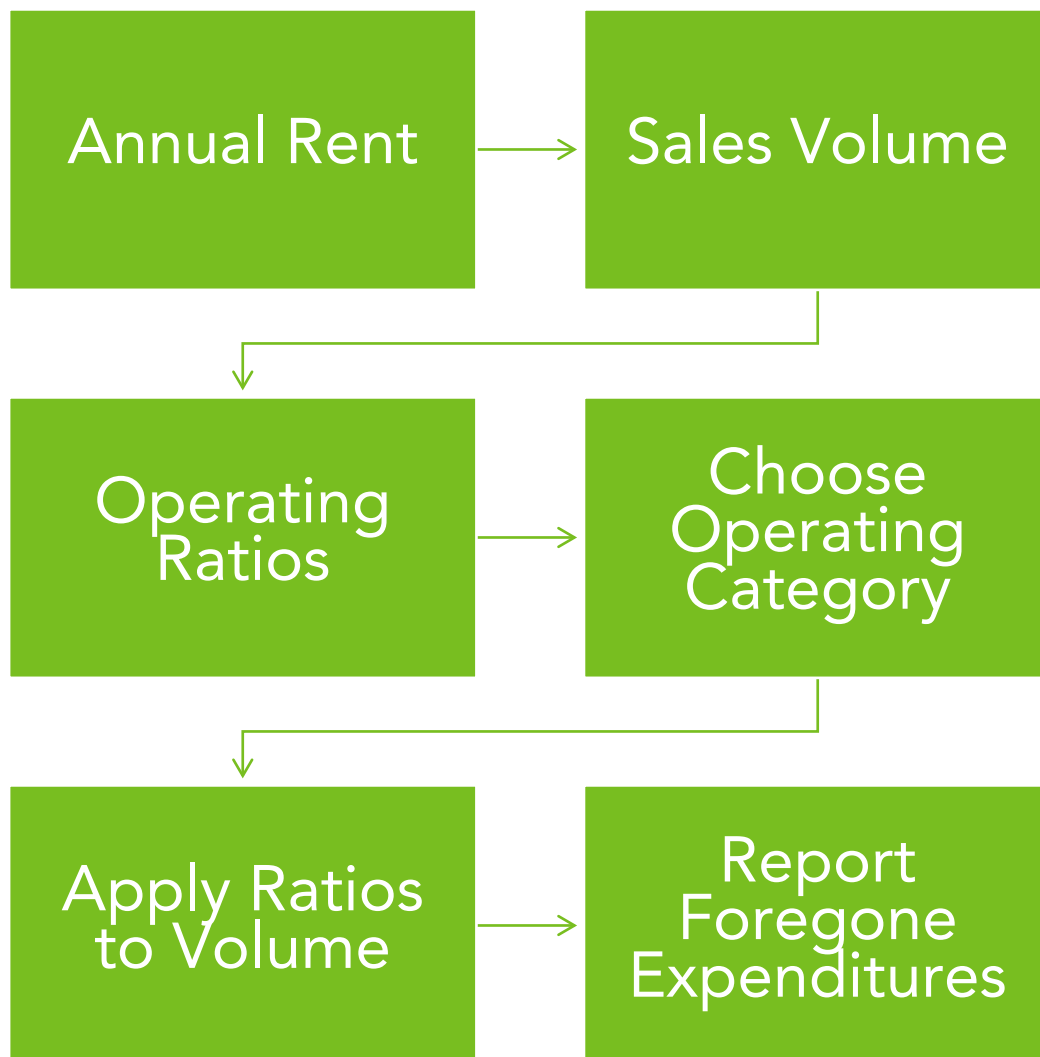 Annual Rent
Sales Volume
Operating
Ratios
Choose
Operating
Category
Apply Ratios
to Volume
Report
Foregone
Expenditures